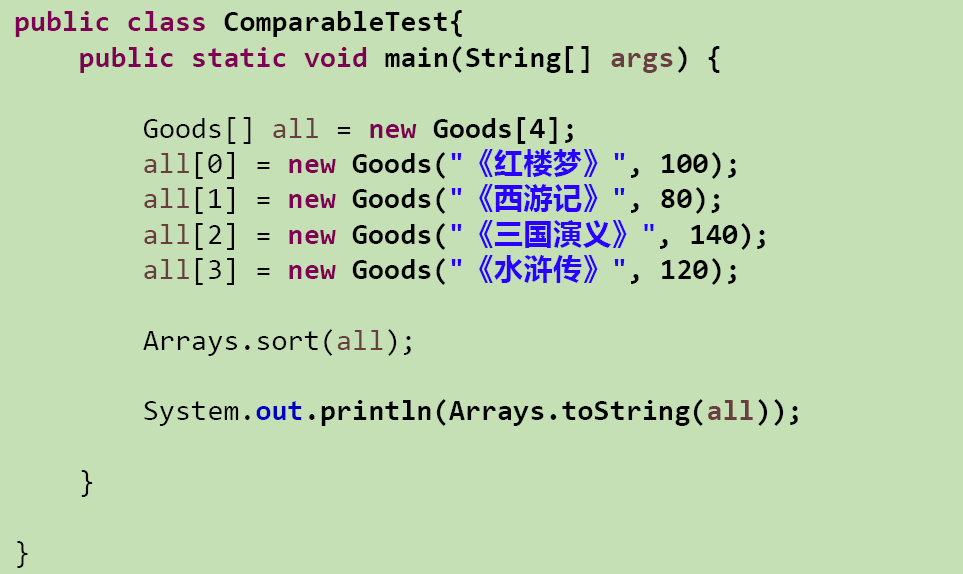 public class ComparableTest{
public static void main(String[] args) {
Goods[] all = new Goods[4];
all[0] = new Goods("《红楼梦》", 100);
all[1] = new Goods("《西游记》", 80);
all[2] = new Goods("《三国演义》", 140);
all[3] = new Goods("《水浒传》", 120);
Arrays.sort(all);
System.out.println(Arrays.toString(all));
}
}